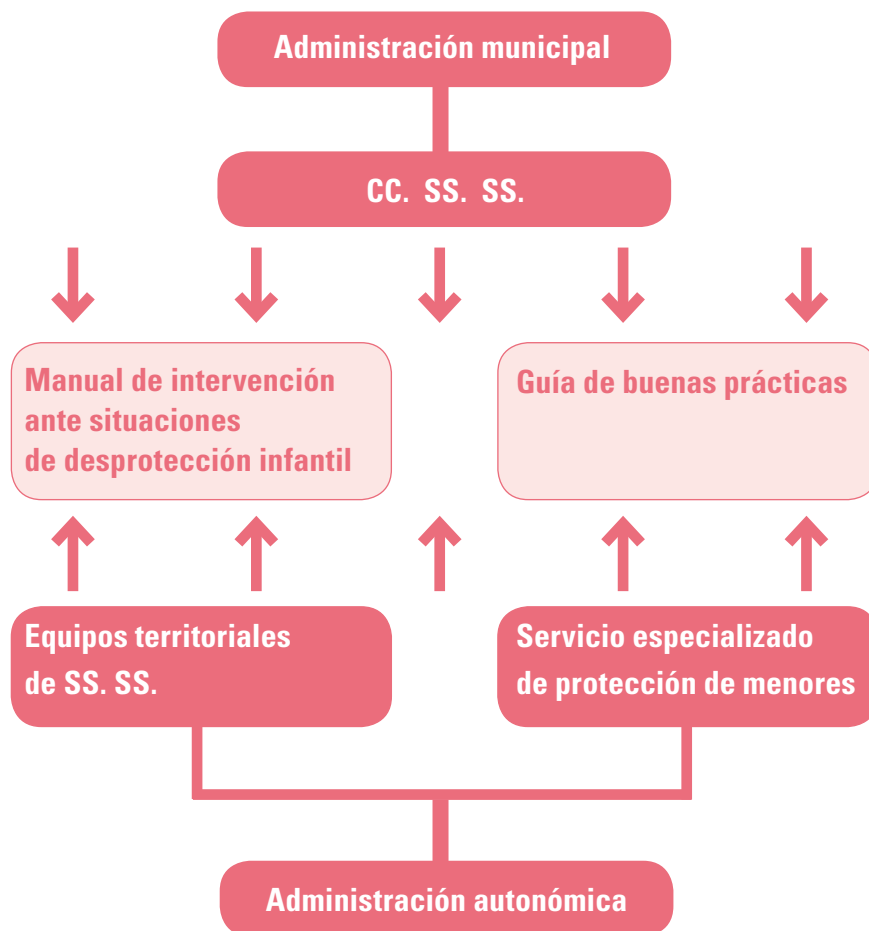 Administración municipal
CC. SS. SS.
Manual de intervención
ante situaciones
de desprotección infantil
Guía de buenas prácticas
Equipos territoriales
de SS. SS.
Servicio especializado
de protección de menores
Administración autonómica